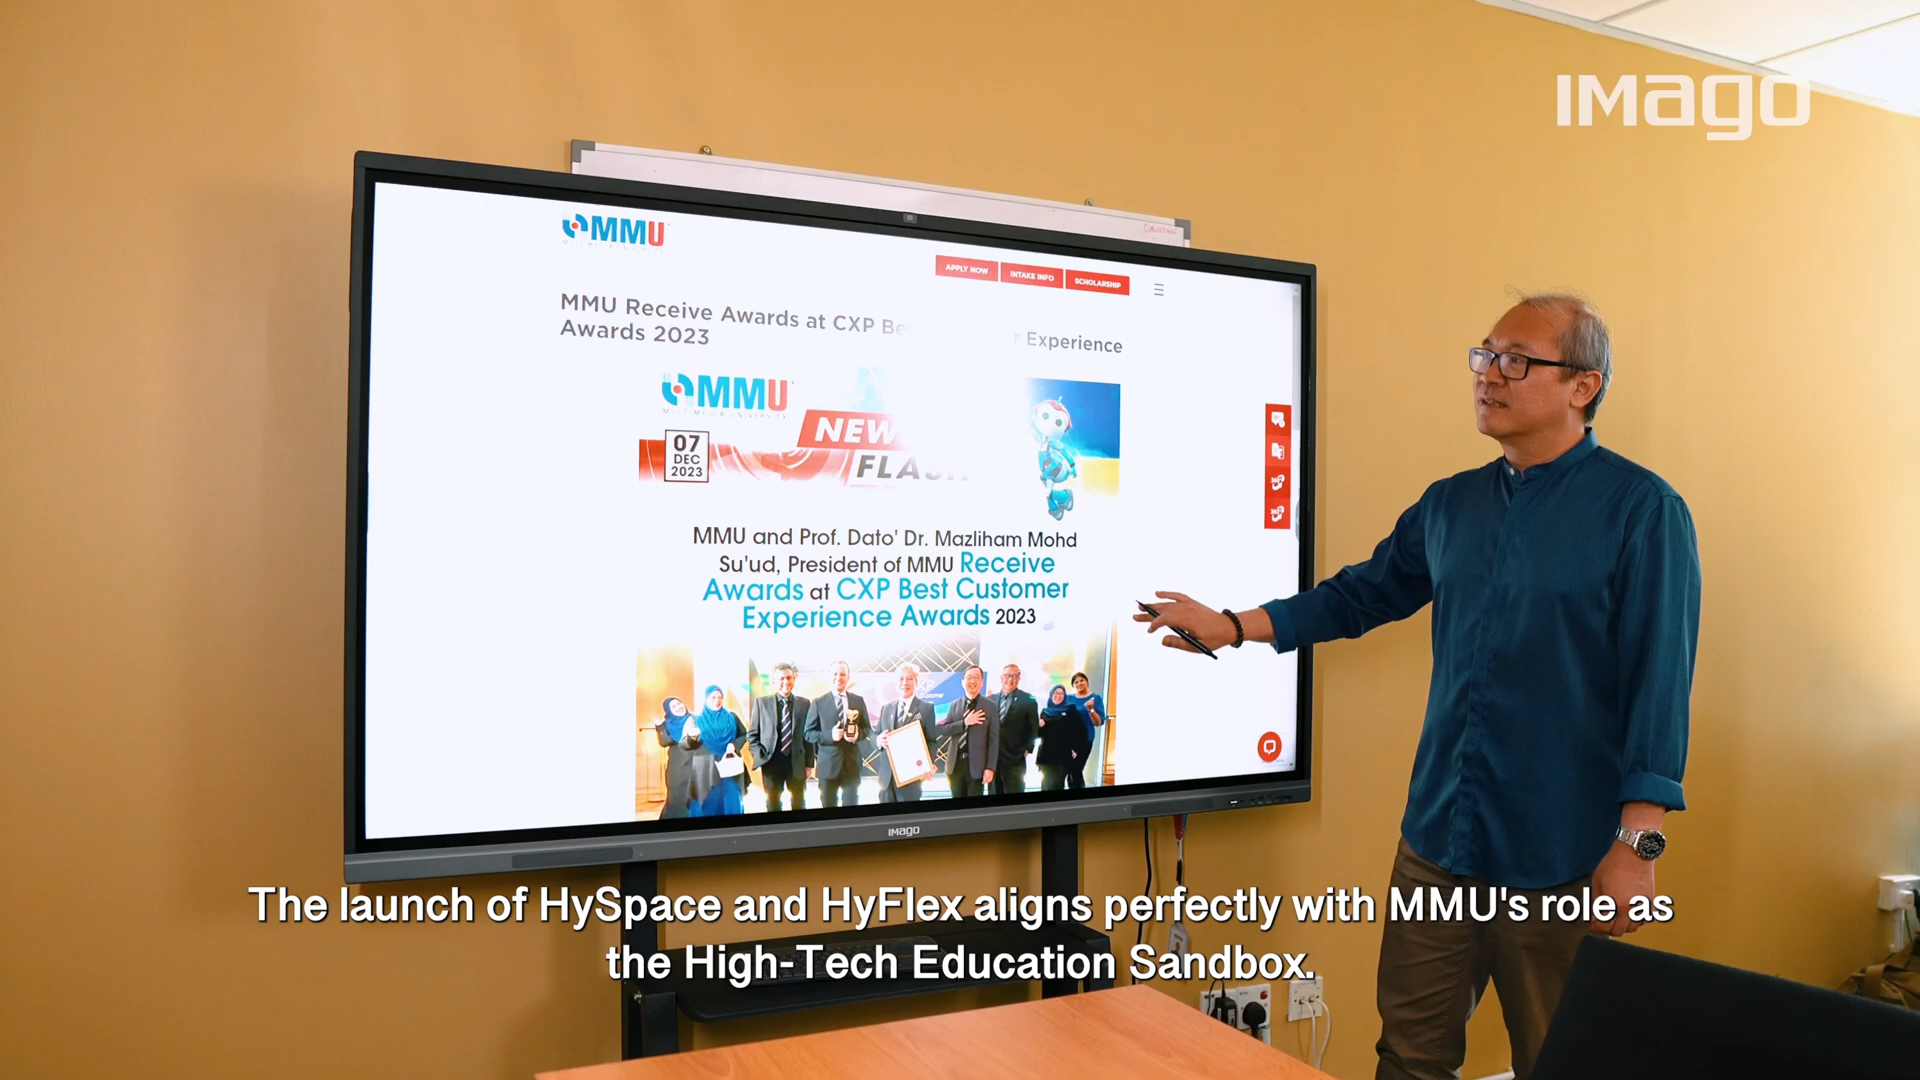 IMago
MMU
APPLY NOW
INTAKE INFO
SCHOLARSHIP
MMU Receive Awards at CXP Be r Experience
Awards 2023
MMU
MULTIMEDIA UNIVERSITY
07
DEC
2023
NEW
FLASH
MMU and Prof. Dato' Dr. Mazliham Mohd
Su'ud, President of MMU Receive
Awards at CXP Best Customer
Experience Awards 2023
IMago
The launch of HySpace and HyFlex aligns perfectly with MMU's role as
the High-Tech Education Sandbox.